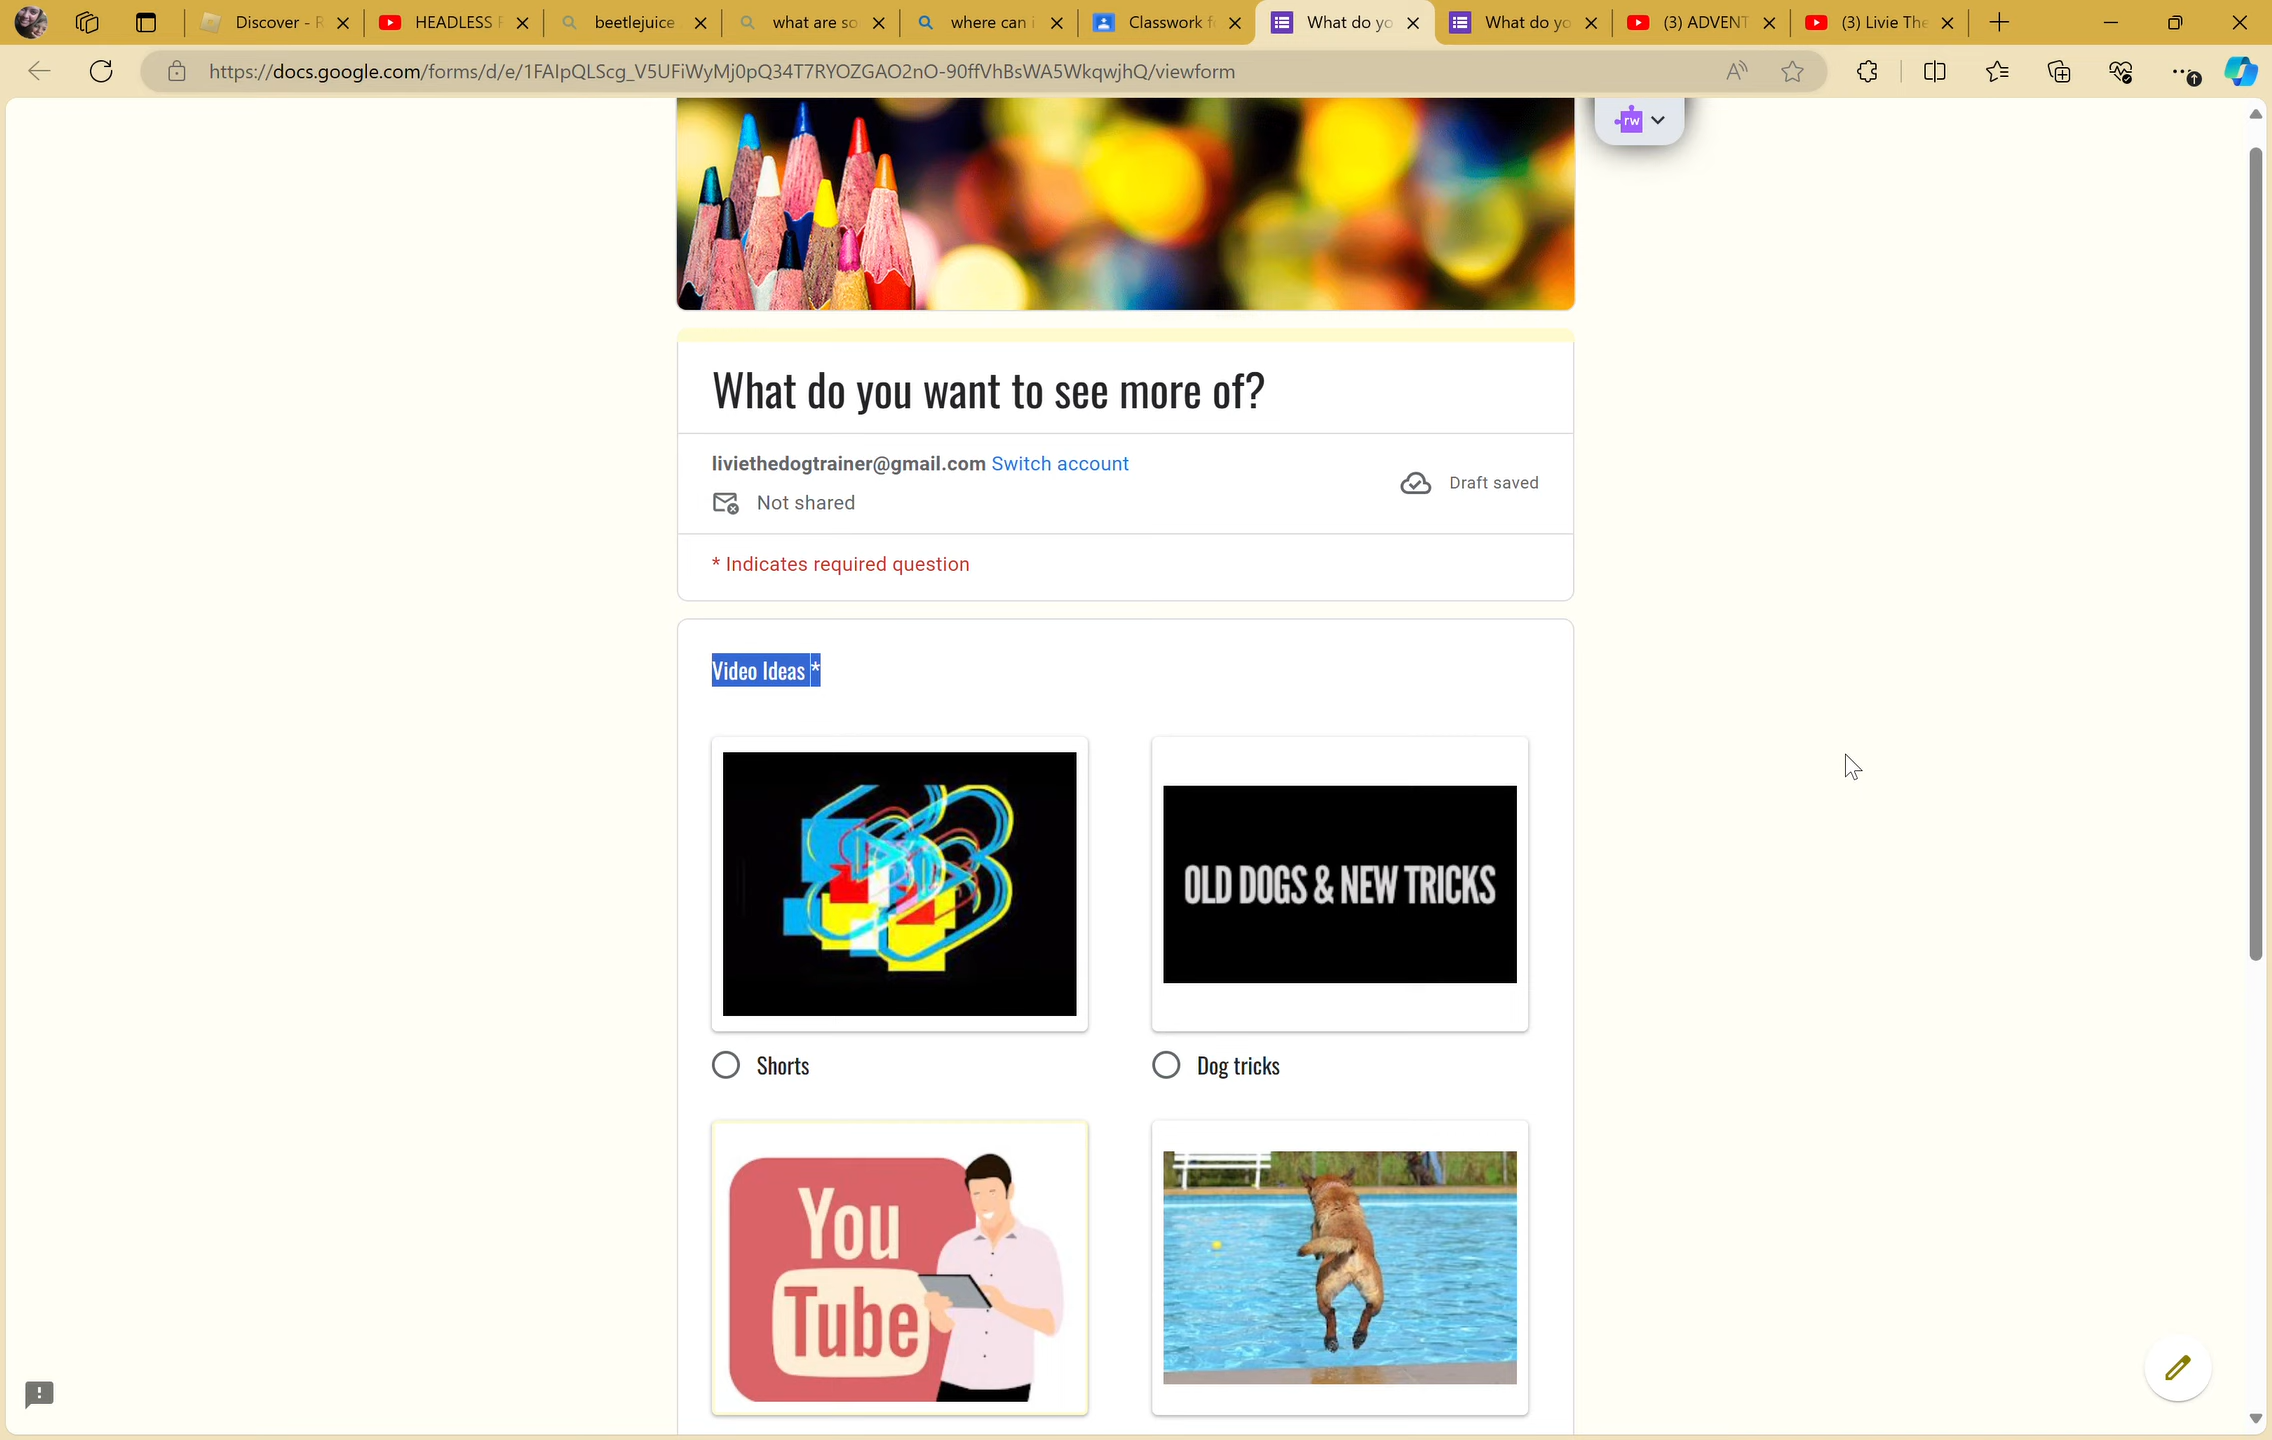 Discover - R
HEADLESS F
beetlejuice
what are so
where can i
Classwork f
What do yo
What do yo
(3) ADVENT
(3) Livie The
https://docs.google.com/forms/d/e/1FAIpQLScg_V5UFiWyMj0pQ34T7RYOZGAO2nO-90ffVhBsWA5WkqwjhQ/viewform
rw
What do you want to see more of?
liviethedogtrainer@gmail.com Switch account
Draft saved
Not shared
* Indicates required question
Video Ideas *
OLD DOGS & NEW TRICKS
Shorts
Dog tricks
You
Tube